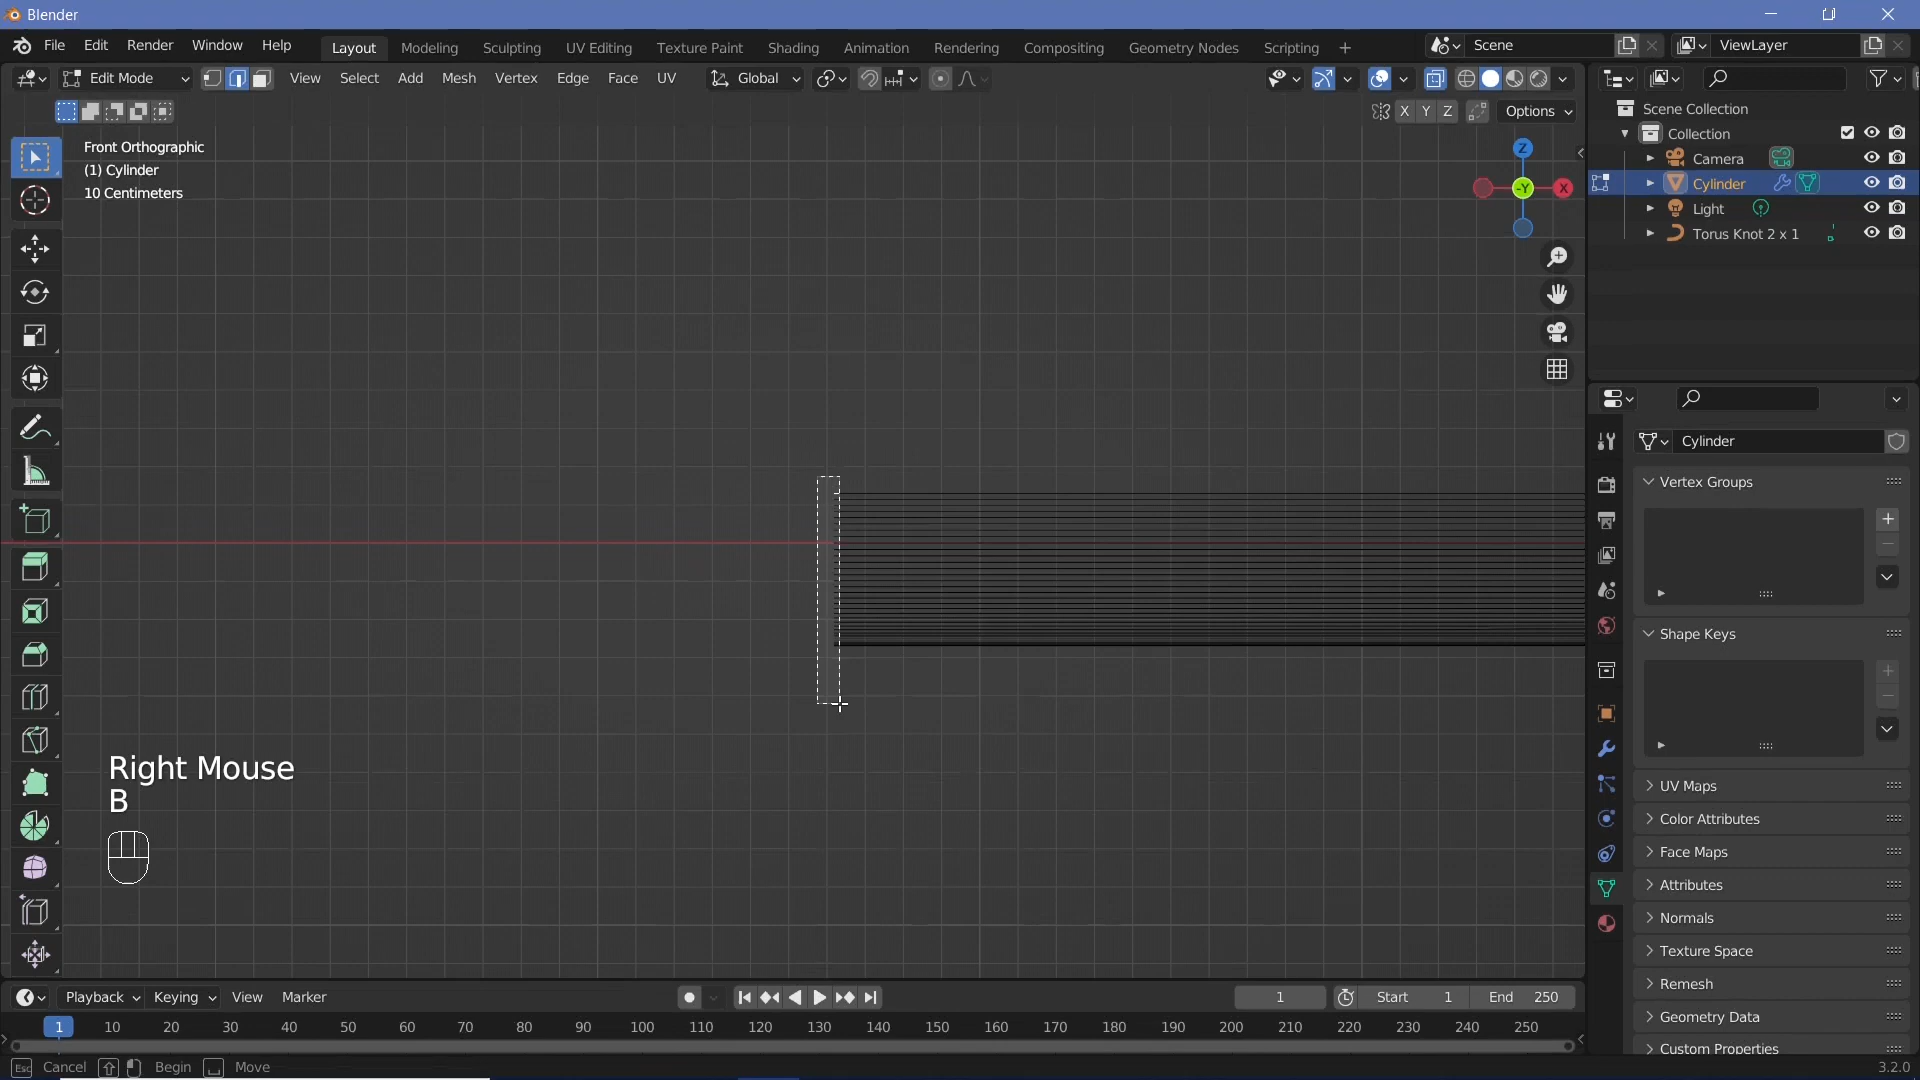 Blender
File Edit Render Window Help Layout Modeling Sculpting UV Editing Texture Paint Shading Animation Rendering Compositing Geometry Nodes Scripting + Scene ViewLayer
Edit Mode View Select Add Mesh Vertex Edge Face UV Global
X Y Z Options
Front Orthographic
(1) Cylinder
10 Centimeters
Z
-Y X
Scene Collection
Collection
Camera
Cylinder
Light
Torus Knot 2 x 1
Cylinder
Vertex Groups
Shape Keys
UV Maps
Color Attributes
Face Maps
Attributes
Normals
Texture Space
Remesh
Geometry Data
Custom Properties
Right Mouse
B
Playback Keying View Marker 1 Start 1 End 250
1 10 20 30 40 50 60 70 80 90 100 110 120 130 140 150 160 170 180 190 200 210 220 230 240 250
Esc Cancel Begin Move 3.2.0